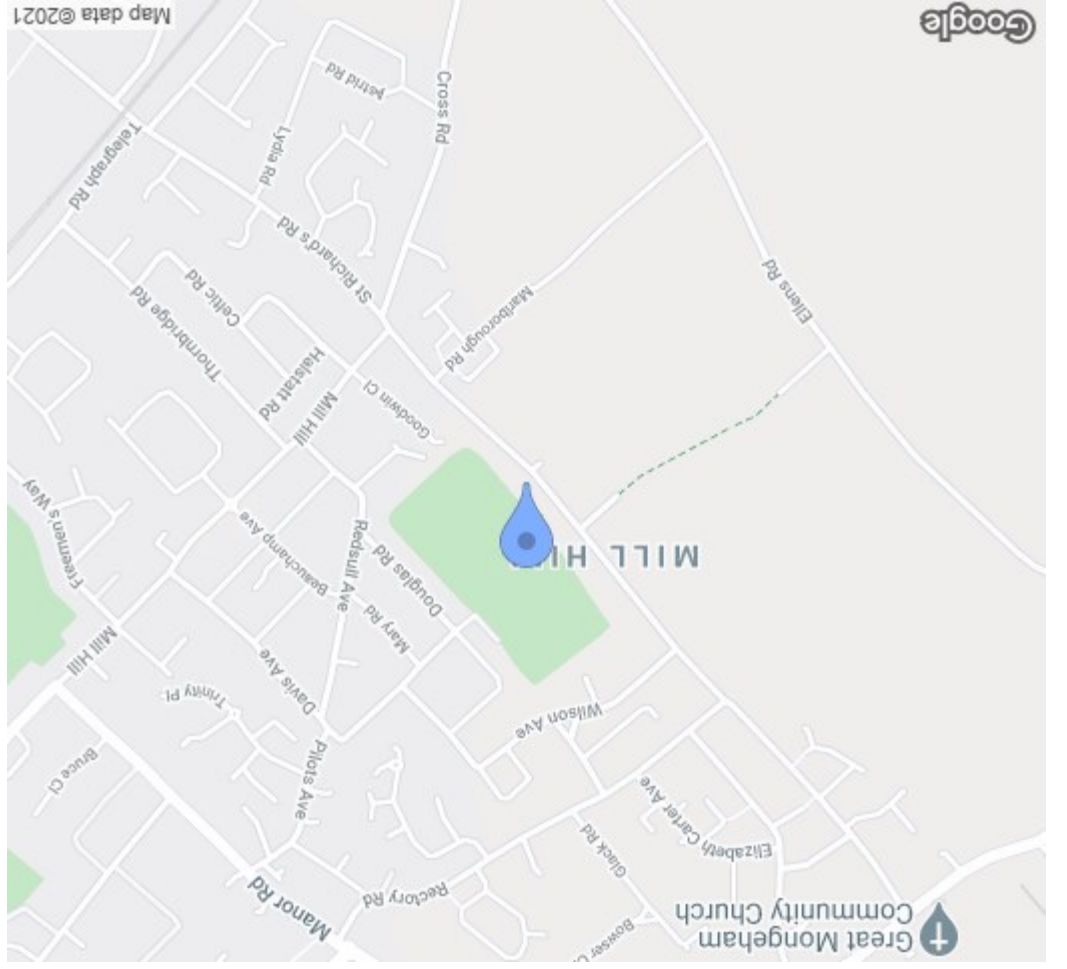 Great Mongeham
Community Church
Manor Rd
Rectory Rd
Glack Rd
Elizabeth Carter Ave
Bruce Cl
Pilots Ave
Wilson Ave
Trinity Pl
Davis Ave
Mill Hill
Mary Rd
Douglas Rd
Redsull Ave
Beauchamp Ave
Freemen's Way
MILL HILL
Mill Hill
Goodwin Cl
Halstatt Rd
Thornbridge Rd
Celtic Rd
Marlborough Rd
Ellens Rd
St Richard's Rd
Telegraph Rd
Lydia Rd
Cross Rd
Google
Map data ©2021